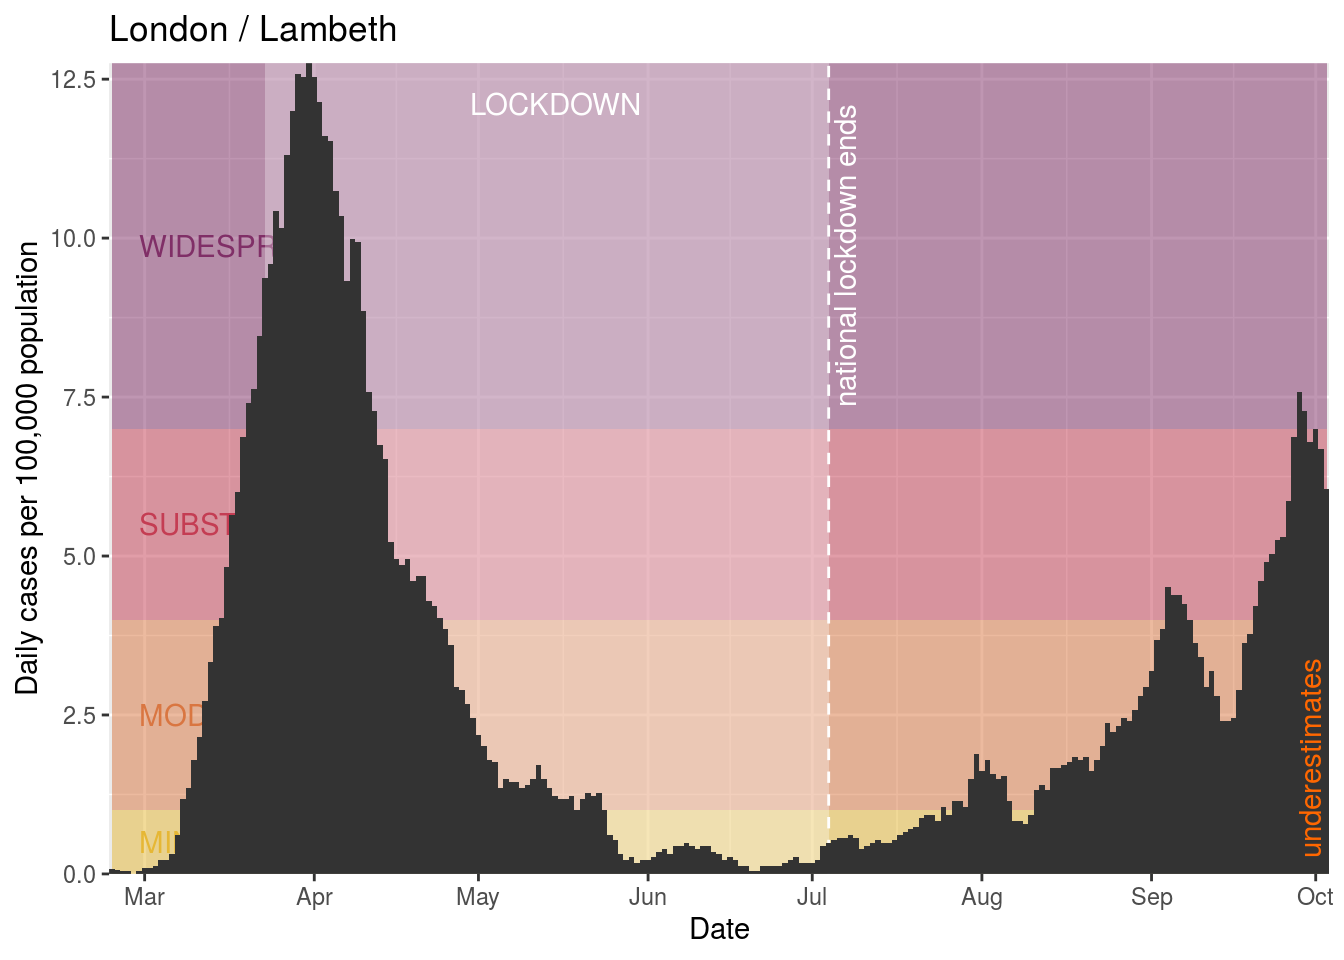 London / Lambeth
12.5
10.0
7.5
5.0
2.5
0.0
Daily cases per 100,000 population
LOCKDOWN
national lockdown ends
WIDESPR
SUBST
MOD
MI
underestimates
Mar
Apr
May
Jun
Jul
Aug
Sep
Oct
Date